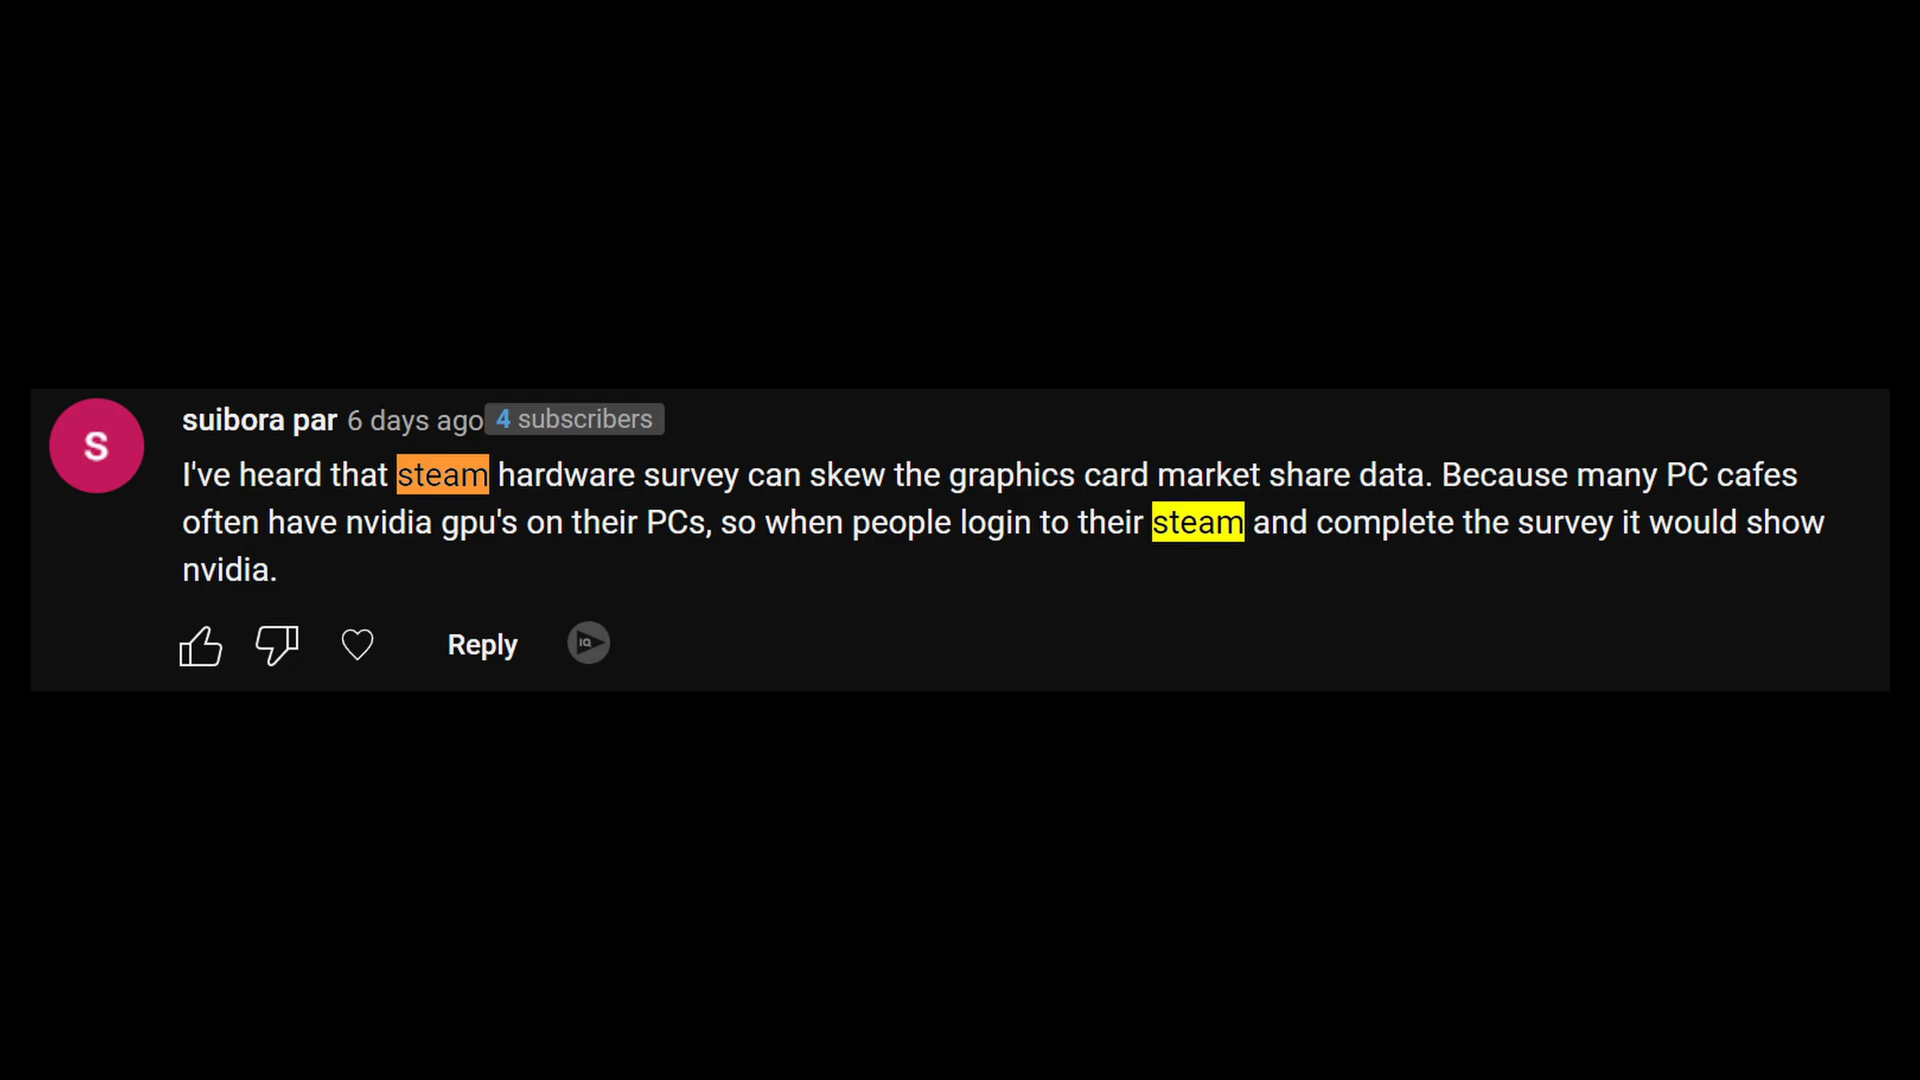 S
suibora par 6 days ago 4 subscribers
I've heard that steam hardware survey can skew the graphics card market share data. Because many PC cafes
often have nvidia gpu's on their PCs, so when people login to their steam and complete the survey it would show
nvidia.
Reply IQ